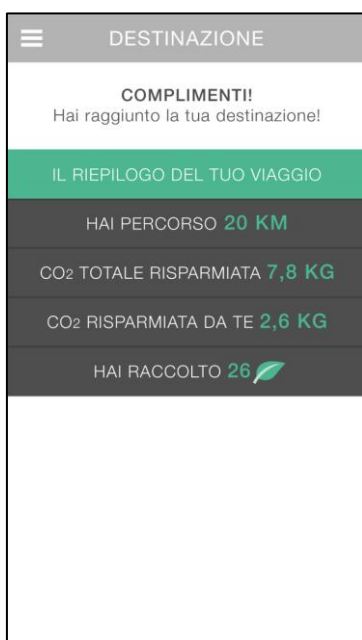 DESTINAZIONE
COMPLIMENTI!
Hai raggiunto la tua destinazione!
IL RIEPILOGO DEL TUO VIAGGIO
HAI PERCORSO 20 KM
CO2 TOTALE RISPARMIATA 7,8 KG
CO2 RISPARMIATA DA TE 2,6 KG
HAI RACCOLTO 26